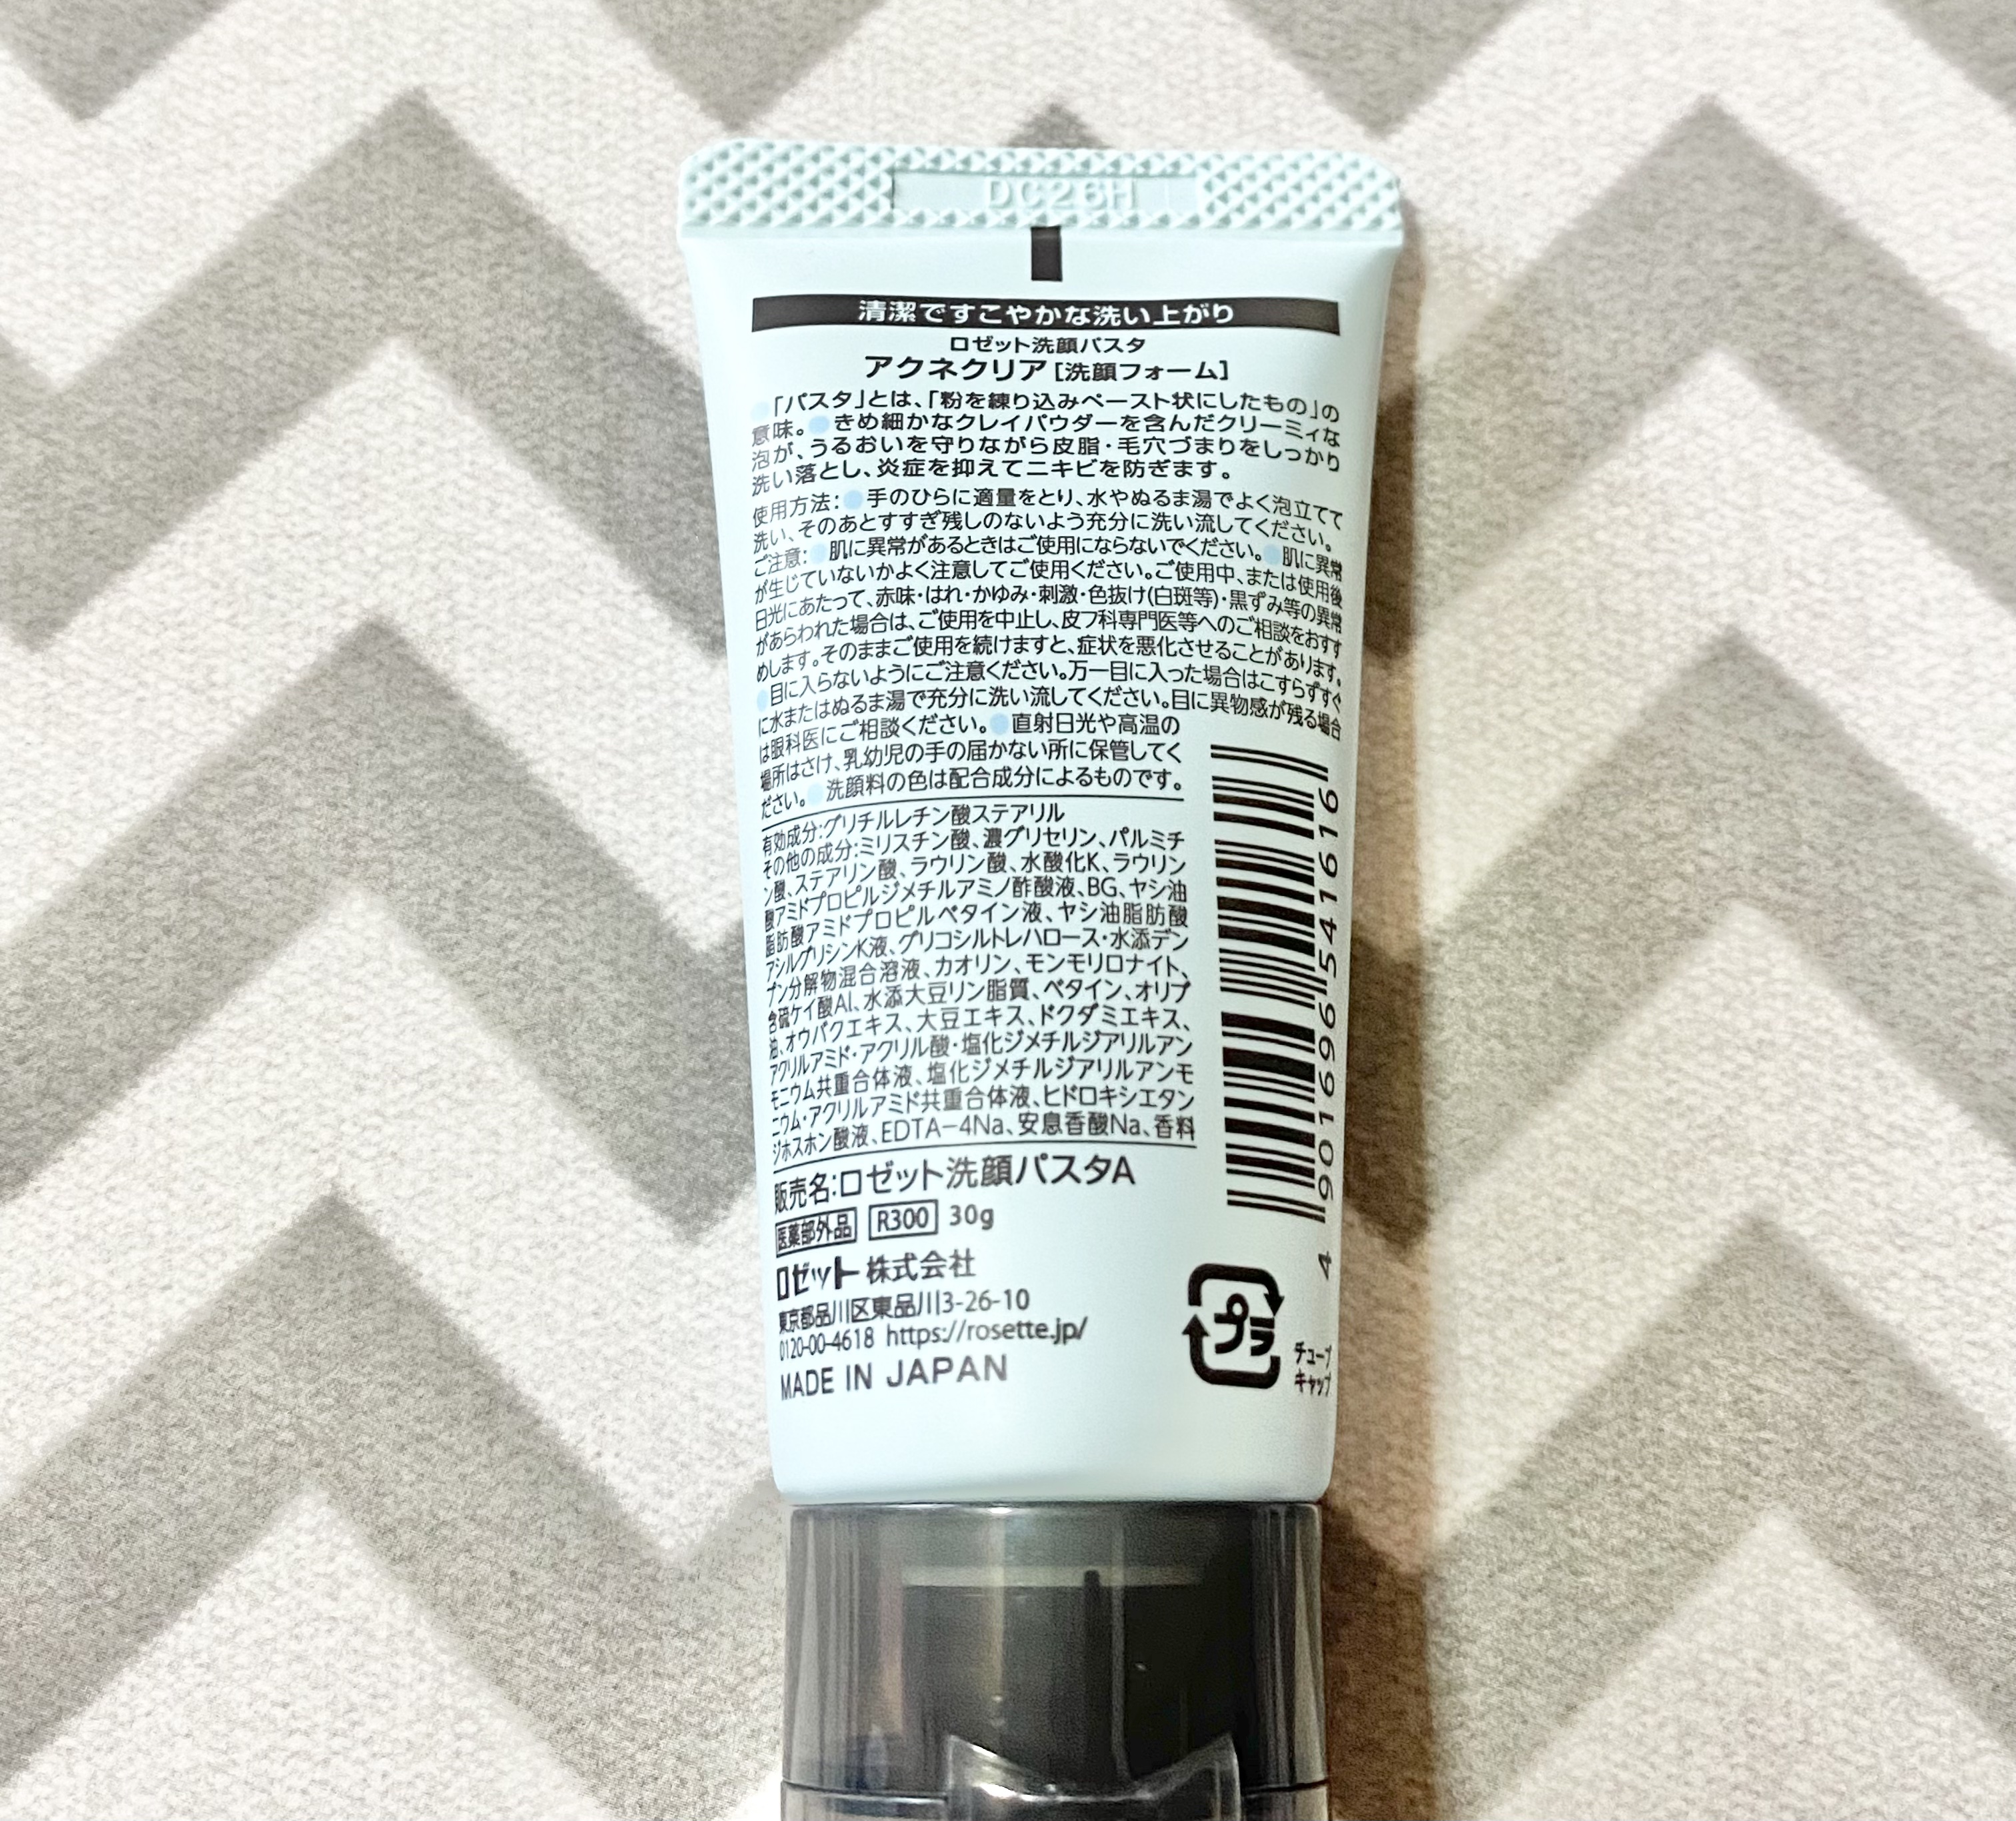 DC26H
清潔ですこやかな洗い上がり
ロゼット洗顔パスタ
アクネクリア[洗顔フォーム]
「パスタ」とは、「粉を練り込みペースト状にしたもの」の
意味。きめ細かなクレイパウダーを含んだクリーミィな
泡が、うるおいを守りながら皮脂・毛穴づまりをしっかり
洗い落とし、炎症を抑えてニキビを防ぎます。
使用方法:手のひらに適量をとり、水やぬるま湯でよく泡立てて
洗い、そのあとすすぎ残しのないよう充分に洗い流してください。
ご注意:肌に異常があるときはご使用にならないでください。肌に異常
が生じていないかよく注意してご使用ください。ご使用中、または使用後
日光にあたって、赤味・はれ・かゆみ・刺激・色抜け(白斑等)・黒ずみ等の異常
があらわれた場合は、ご使用を中止し、皮フ科専門医等へのご相談をおすす
めします。そのままご使用を続けますと、症状を悪化させることがあります。
目に入らないようにご注意ください。万一目に入った場合はこすらずすぐ
に水またはぬるま湯で充分に洗い流してください。目に異物感が残る場合
は眼科医にご相談ください。直射日光や高温の
場所はさけ、乳幼児の手の届かない所に保管してく
ださい。洗顔料の色は配合成分によるものです。
有効成分:グリチルレチン酸ステアリル
その他の成分:ミリスチン酸、濃グリセリン、パルミチ
ン酸、ステアリン酸、ラウリン酸、水酸化K、ラウリン
酸アミドプロピルジメチルアミノ酢酸液、BG、ヤシ油
脂肪酸アミドプロピルベタイン液、ヤシ油脂肪酸
アシルグリシンK液、グリコシルトレハロース・水添デン
プン分解物混合溶液、カオリン、モンモリロナイト、
含硫ケイ酸Al、水添大豆リン脂質、ベタイン、オリブ
油、オウバクエキス、大豆エキス、ドクダミエキス、
アクリルアミド・アクリル酸・塩化ジメチルジアリルアン
モニウム共重合体液、塩化ジメチルジアリルアンモ
ニウム・アクリルアミド共重合体液、ヒドロキシエタン
ジホスホン酸液、EDTA-4Na、安息香酸Na、香料
販売名:ロゼット洗顔パスタA
医薬部外品 R300 30g
ロゼット株式会社
東京都品川区東品川3-26-10
0120-00-4618 https://rosette.jp/
MADE IN JAPAN
4 901696 541616
プラ
チューブ
キャップ